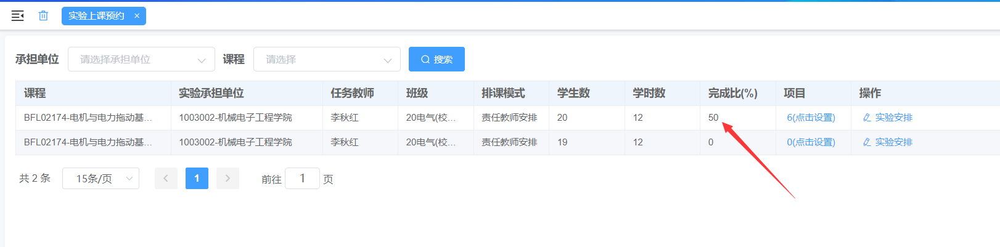 实验上课预约 ×
承担单位 请选择承担单位 课程 请选择 搜索
课程 实验承担单位 任务教师 班级 排课模式 学生数 学时数 完成比(%) 项目 操作
BFL02174-电机与电力拖动基... 1003002-机械电子工程学院 李秋红 20电气(校... 责任教师安排 20 12 50 6(点击设置) 实验安排
BFL02174-电机与电力拖动基... 1003002-机械电子工程学院 李秋红 20电气(校... 责任教师安排 19 12 0 0(点击设置) 实验安排
共 2 条 15条/页 1 前往 1 页